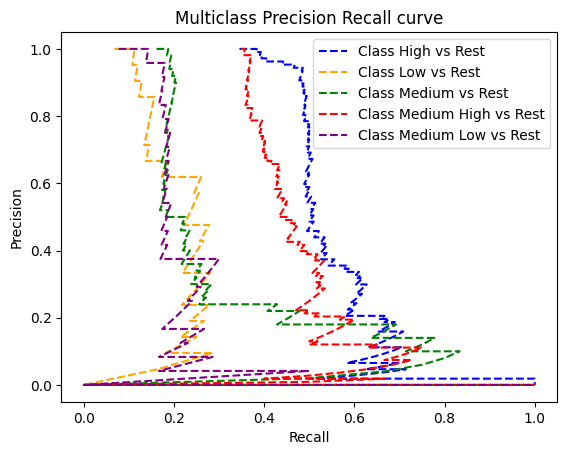 Multiclass Precision Recall curve
Class High vs Rest
Class Low vs Rest
Class Medium vs Rest
Class Medium High vs Rest
Class Medium Low vs Rest
Precision
1.0
0.8
0.6
0.4
0.2
0.0
0.0 0.2 0.4 0.6 0.8 1.0
Recall